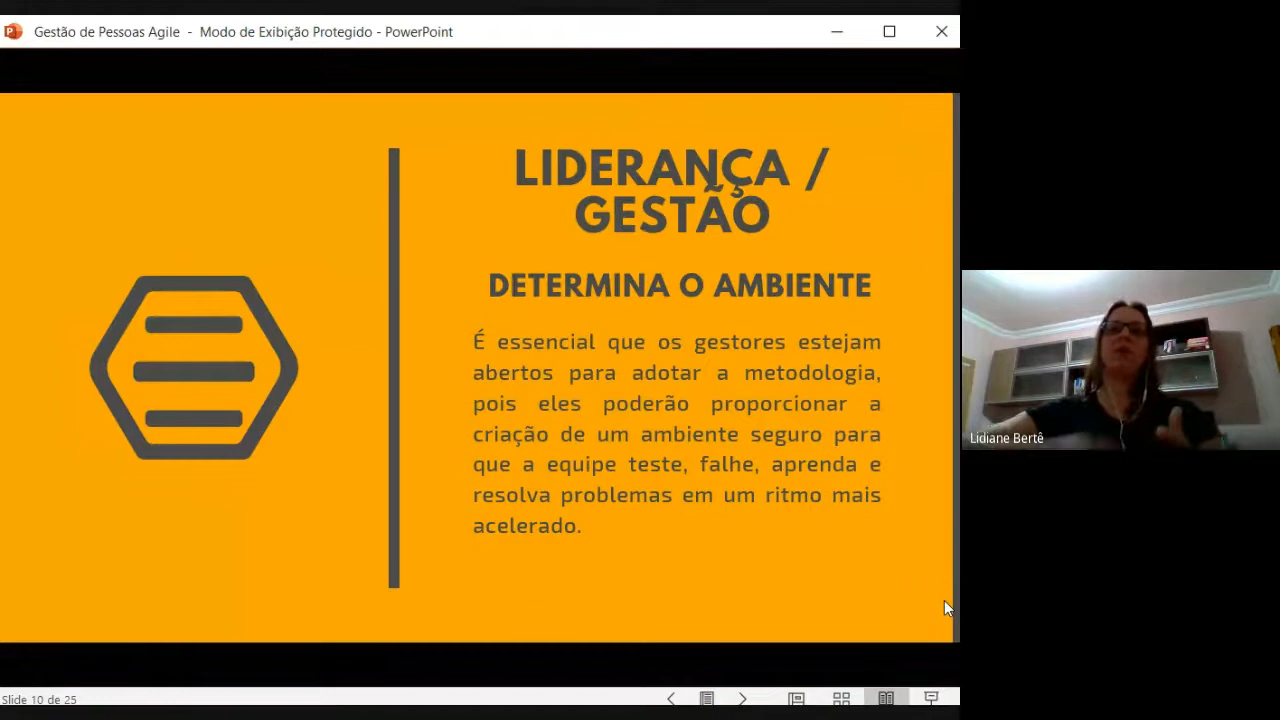 Gestão de Pessoas Agile - Modo de Exibição Protegido - PowerPoint
LIDERANÇA /
GESTÃO
DETERMINA O AMBIENTE
É essencial que os gestores estejam
abertos para adotar a metodologia,
pois eles poderão proporcionar a
criação de um ambiente seguro para
que a equipe teste, falhe, aprenda e
resolva problemas em um ritmo mais
acelerado.
Lidiane Bertê
Slide 10 de 25